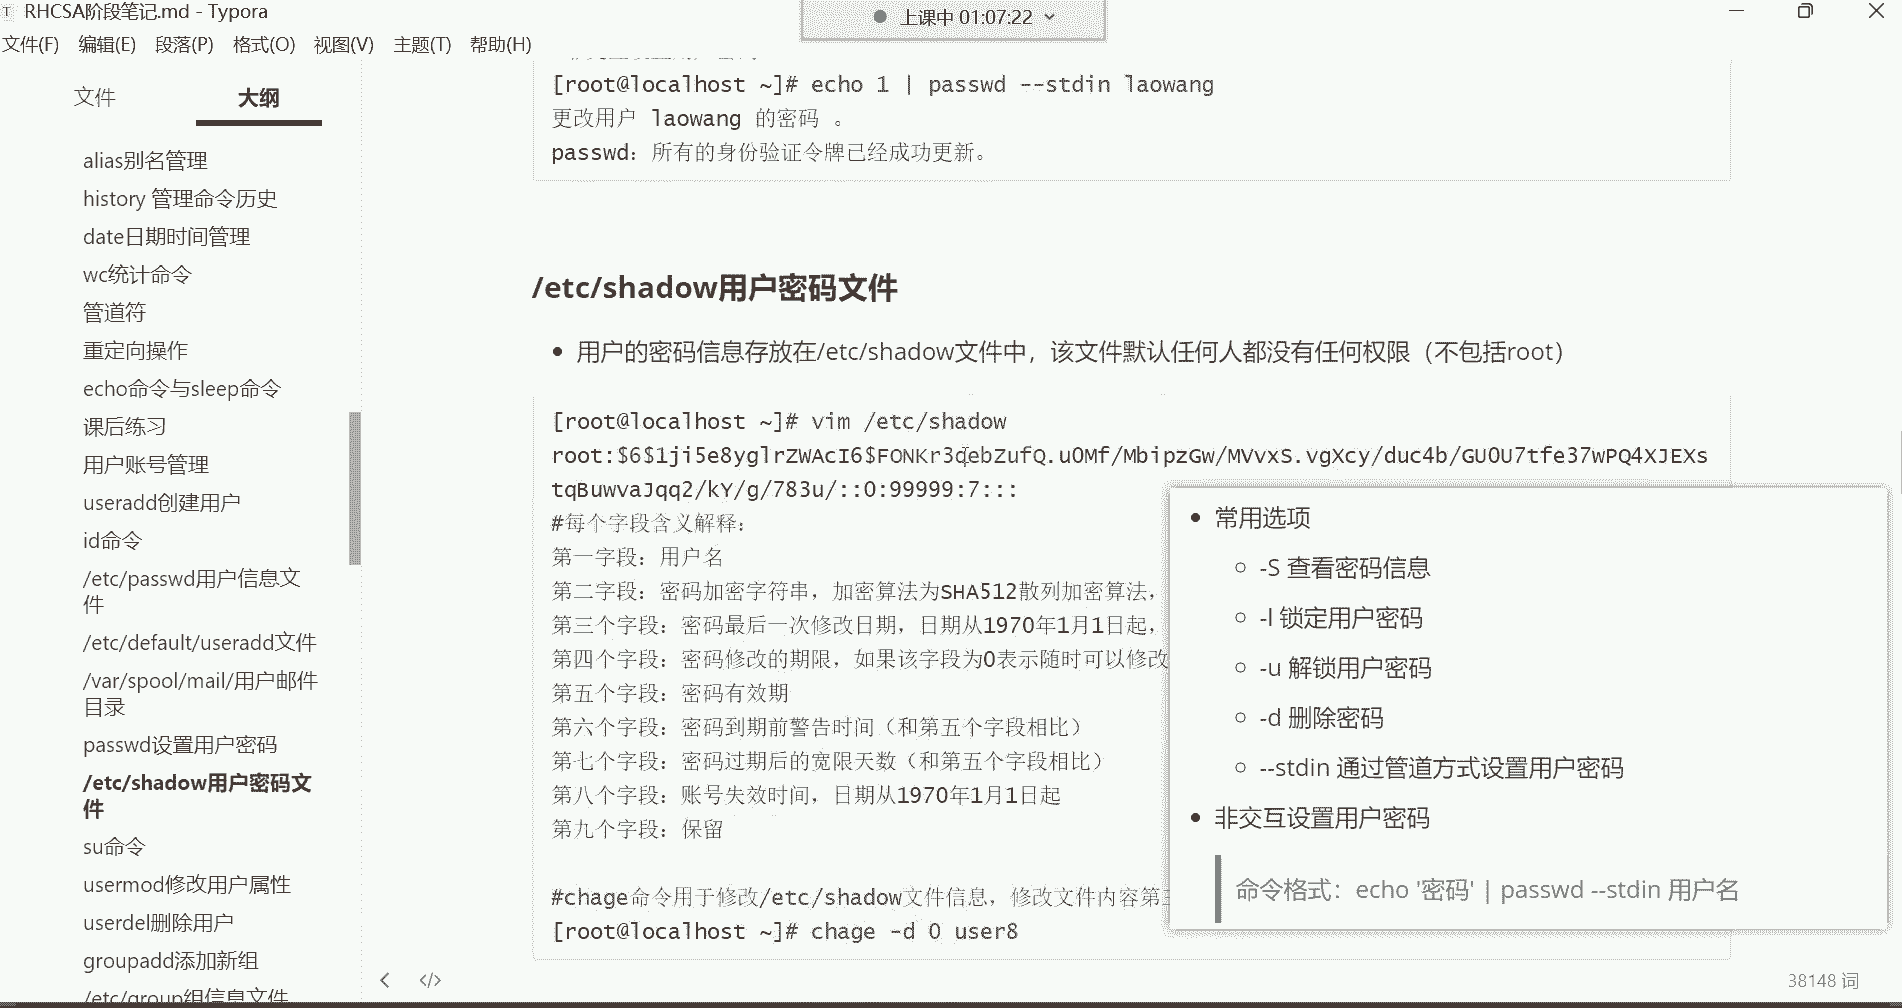 RHCSA阶段笔记.md - Typora
上课中 01:07:22
文件(F) 编辑(E) 段落(P) 格式(O) 视图(V) 主题(T) 帮助(H)
文件 大纲
alias别名管理
history 管理命令历史
date日期时间管理
wc统计命令
管道符
重定向操作
echo命令与sleep命令
课后练习
用户账号管理
useradd创建用户
id命令
/etc/passwd用户信息文
件
/etc/default/useradd文件
/var/spool/mail/用户邮件
目录
passwd设置用户密码
/etc/shadow用户密码文
件
su命令
usermod修改用户属性
userdel删除用户
groupadd添加新组
/etc/group组信息文件
[root@localhost ~]# echo 1 | passwd --stdin laowang
更改用户 laowang 的密码 。
passwd：所有的身份验证令牌已经成功更新。
/etc/shadow用户密码文件
用户的密码信息存放在/etc/shadow文件中，该文件默认任何人都没有任何权限（不包括root）
[root@localhost ~]# vim /etc/shadow
root:$6$1ji5e8yglrZWAcI6$FONKr3qebZufQ.uOMf/MbipzGw/MVvxS.vgXcy/duc4b/GU0U7tfe37wPQ4XJEXs
tqBuwvaJqq2/kY/g/783u/::0:99999:7:::
#每个字段含义解释：
第一字段：用户名
第二字段：密码加密字符串，加密算法为SHA512散列加密算法，
第三个字段：密码最后一次修改日期，日期从1970年1月1日起，
第四个字段：密码修改的期限，如果该字段为0表示随时可以修改
第五个字段：密码有效期
第六个字段：密码到期前警告时间（和第五个字段相比）
第七个字段：密码过期后的宽限天数（和第五个字段相比）
第八个字段：账号失效时间，日期从1970年1月1日起
第九个字段：保留
#chage命令用于修改/etc/shadow文件信息，修改文件内容第
[root@localhost ~]# chage -d 0 user8
常用选项
-S 查看密码信息
-l 锁定用户密码
-u 解锁用户密码
-d 删除密码
--stdin 通过管道方式设置用户密码
非交互设置用户密码
命令格式：echo '密码' | passwd --stdin 用户名
38148 词